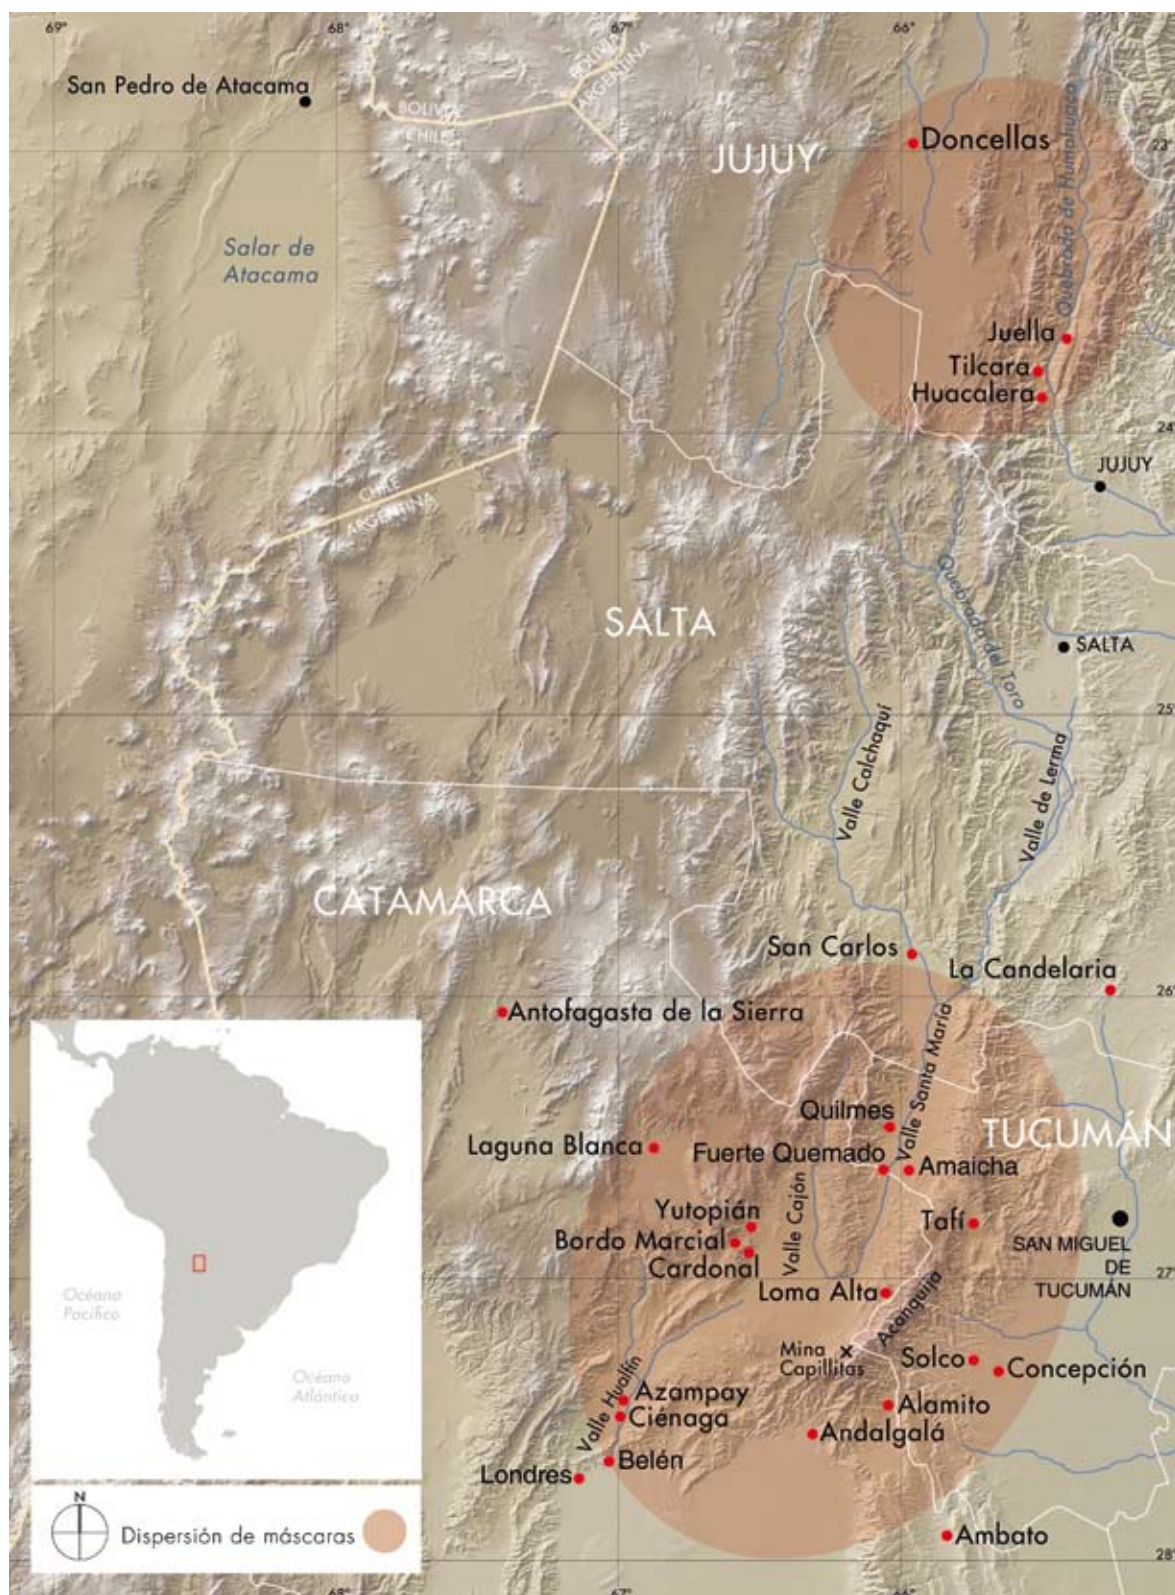 69°
68°
67°
66°
San Pedro de Atacama
BOLIVIA
ARGENTINA
BOLIVIA
CHILE
JUJUY
Doncellas
23°
Quebrada de Humahuaca
Salar de
Atacama
Juella
Tilcara
Huacalera
24°
JUJUY
CHILE
ARGENTINA
Quebrada del Toro
SALTA
SALTA
25°
Valle Calchaquí
Valle de Lerma
CATAMARCA
San Carlos
La Candelaria
26°
Antofagasta de la Sierra
Valle Santa María
Quilmes
TUCUMÁN
Laguna Blanca
Fuerte Quemado
Amaicha
Valle Cajón
Yutopián
Tafí
Bordo Marcial
Cardonal
SAN MIGUEL
DE
TUCUMÁN
27°
Loma Alta
Aconquija
Mina
Capillitas
Solco
Concepción
Valle Hualfín
Azampay
Ciénaga
Alamito
Andalgalá
Belén
Londres
Ambato
28°
Océano
Pacífico
Océano
Atlántico
N
Dispersión de máscaras
68°
67°
66°